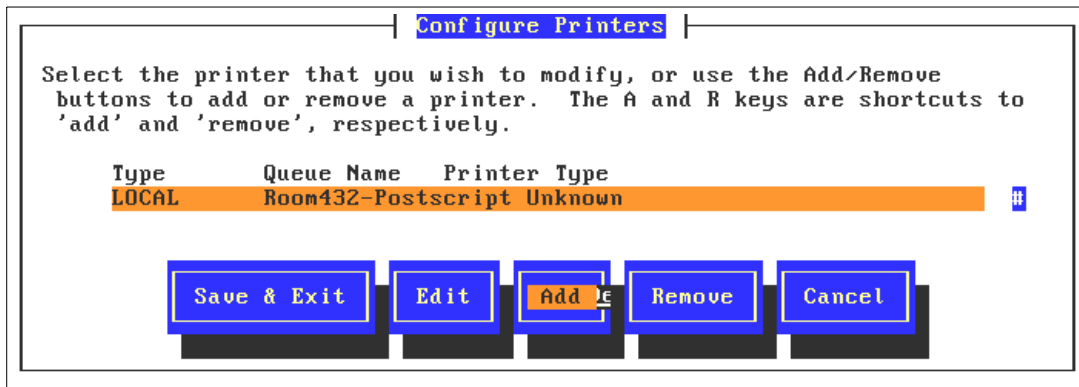 Configure Printers
Select the printer that you wish to modify, or use the Add/Remove
buttons to add or remove a printer. The A and R keys are shortcuts to
'add' and 'remove', respectively.
Type Queue Name Printer Type
LOCAL Room432-Postscript Unknown #
Save & Exit Edit Add Remove Cancel